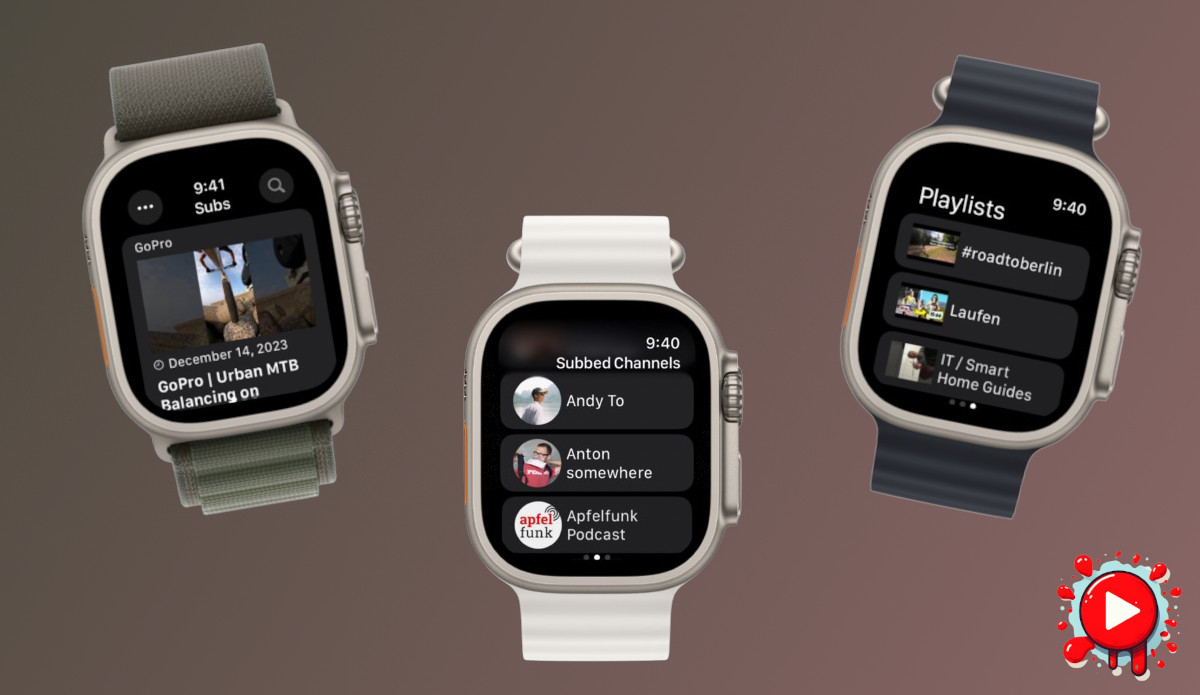 9:41
Subs
GoPro
December 14, 2023
GoPro | Urban MTB
Balancing on
9:40
Subbed Channels
Andy To
Anton
somewhere
apfel
funk
Apfelfunk
Podcast
Playlists
9:40
#roadtoberlin
Laufen
IT / Smart
Home Guides